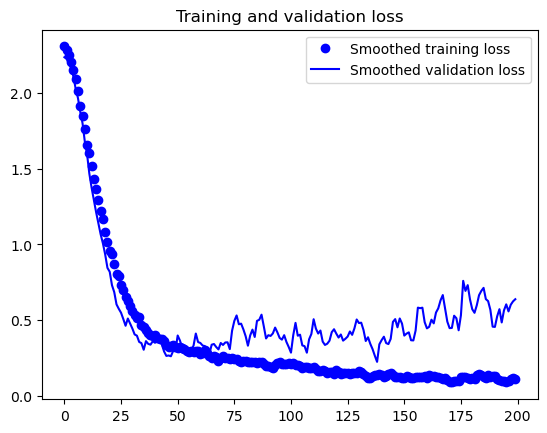 Training and validation loss
Smoothed training loss
Smoothed validation loss
2.0
1.5
1.0
0.5
0.0
0 25 50 75 100 125 150 175 200